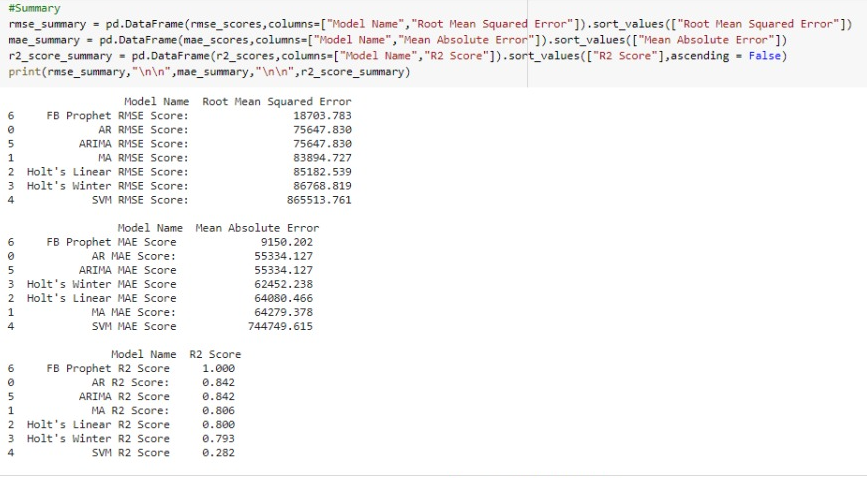 #Summary
rmse_summary = pd.DataFrame(rmse_scores,columns=["Model Name","Root Mean Squared Error"]).sort_values(["Root Mean Squared Error"])
mae_summary = pd.DataFrame(mae_scores,columns=["Model Name","Mean Absolute Error"]).sort_values(["Mean Absolute Error"])
r2_score_summary = pd.DataFrame(r2_scores,columns=["Model Name","R2 Score"]).sort_values(["R2 Score"],ascending = False)
print(rmse_summary,"\n\n",mae_summary,"\n\n",r2_score_summary)
Model Name Root Mean Squared Error
6 FB Prophet RMSE Score: 18703.783
0 AR RMSE Score: 75647.830
5 ARIMA RMSE Score: 75647.830
1 MA RMSE Score: 83894.727
2 Holt's Linear RMSE Score: 85182.539
3 Holt's Winter RMSE Score: 86768.819
4 SVM RMSE Score: 865513.761
Model Name Mean Absolute Error
6 FB Prophet MAE Score 9150.202
0 AR MAE Score: 55334.127
5 ARIMA MAE Score 55334.127
3 Holt's Winter MAE Score 62452.238
2 Holt's Linear MAE Score 64080.466
1 MA MAE Score: 64279.378
4 SVM MAE Score 744749.615
Model Name R2 Score
6 FB Prophet R2 Score 1.000
0 AR R2 Score: 0.842
5 ARIMA R2 Score 0.842
1 MA R2 Score: 0.806
2 Holt's Linear R2 Score 0.800
3 Holt's Winter R2 Score 0.793
4 SVM R2 Score 0.282